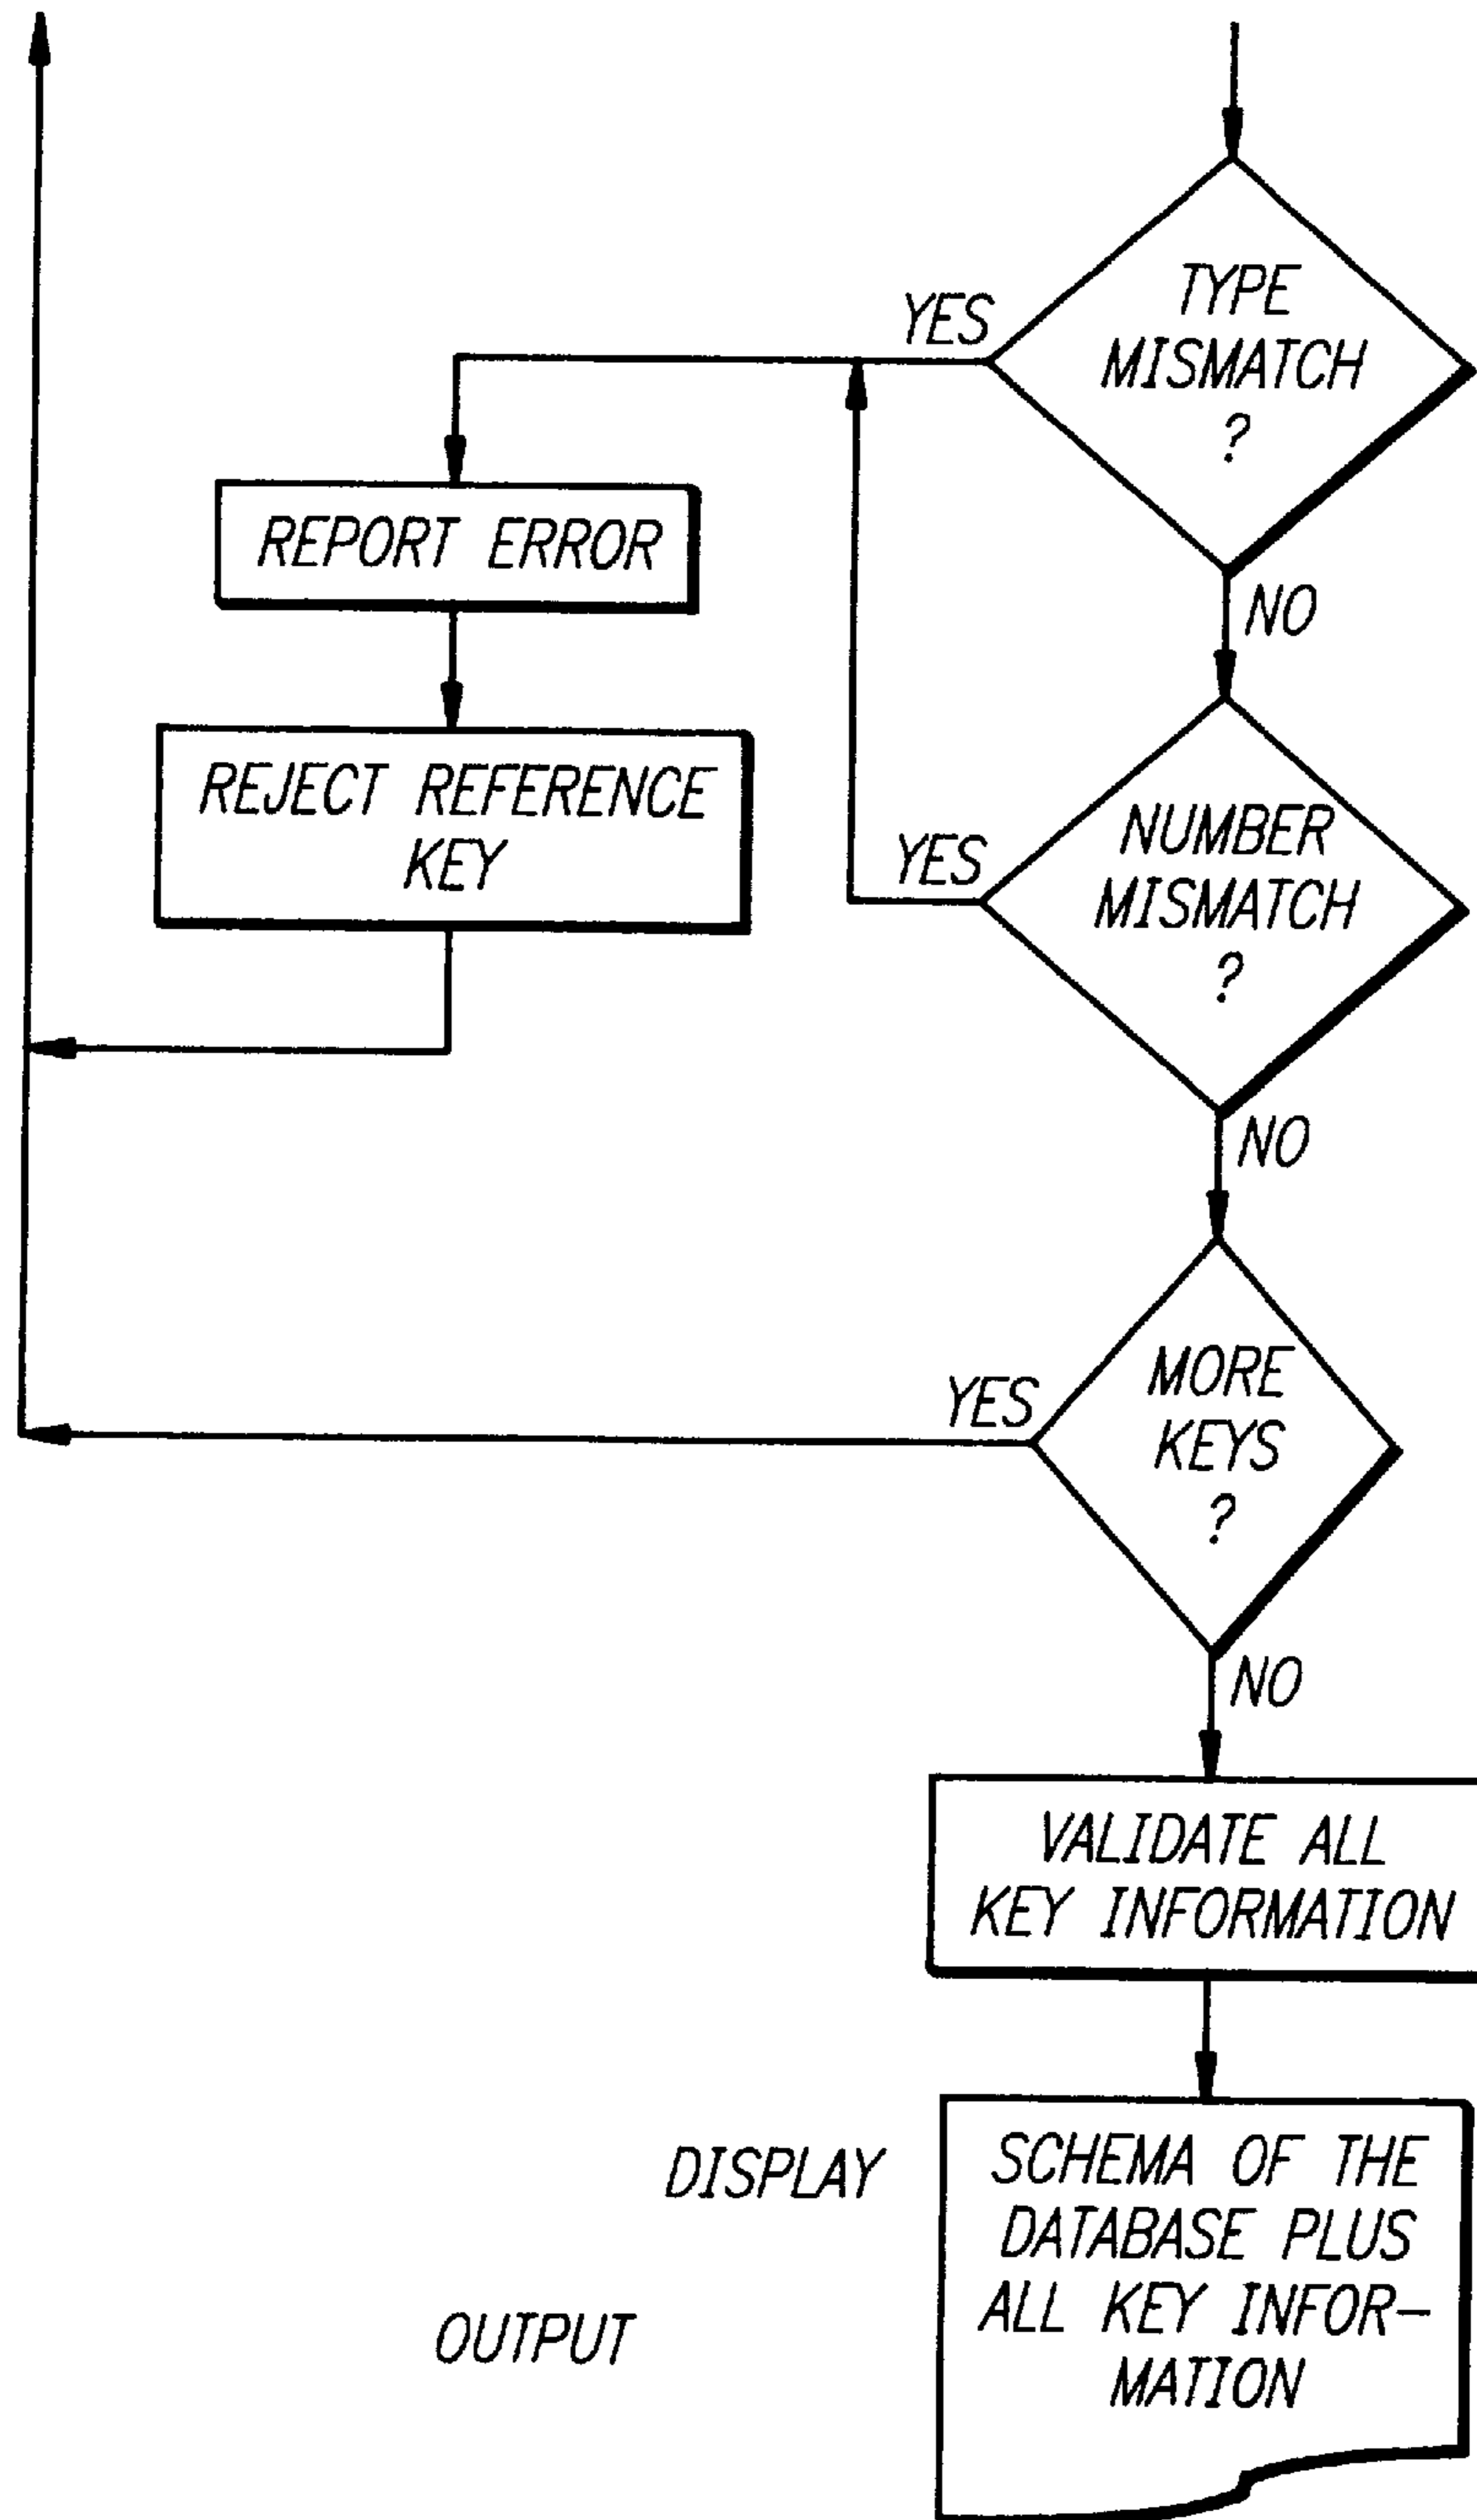 TYPE
MISMATCH
?
YES
REPORT ERROR
NO
REJECT REFERENCE
KEY
NUMBER
MISMATCH
?
YES
NO
MORE
KEYS
?
YES
NO
VALIDATE ALL
KEY INFORMATION
DISPLAY
SCHEMA OF THE
DATABASE PLUS
ALL KEY INFOR-
MATION
OUTPUT